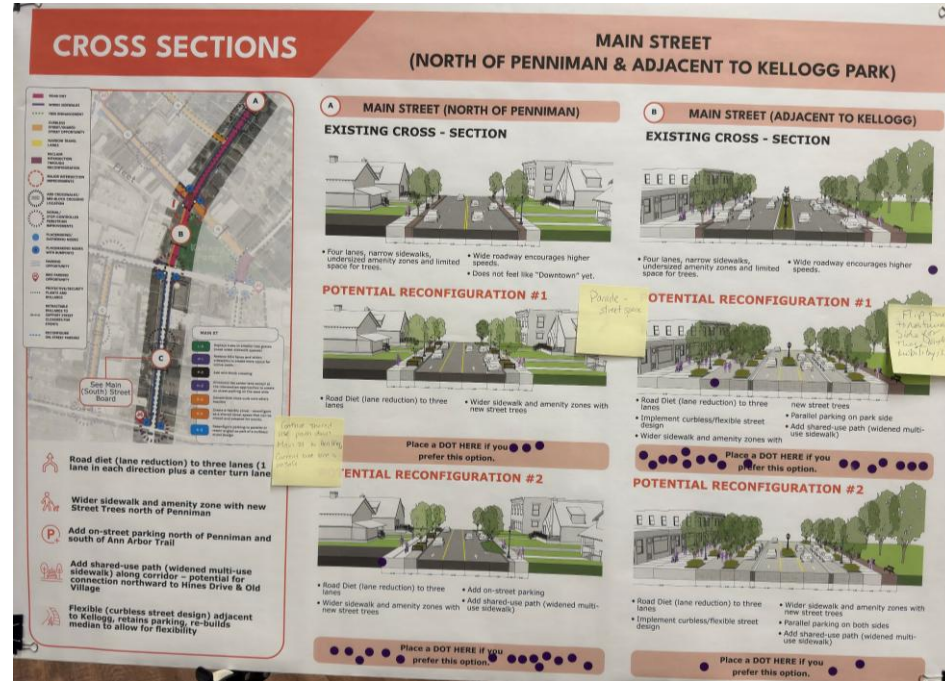 CROSS SECTIONS
MAIN STREET
(NORTH OF PENNIMAN & ADJACENT TO KELLOGG PARK)
A
B
C
See Main
(South) Street
Board
Road diet (lane reduction) to three lanes (1
lane in each direction plus a center turn lane
Wider sidewalk and amenity zone with new
Street Trees north of Penniman
P
Add on-street parking north of Penniman and
south of Ann Arbor Trail
Add shared-use path (widened multi-use
sidewalk) along corridor – potential for
connection northward to Hines Drive & Old
Village
Flexible (curbless street design) adjacent
to Kellogg, retains parking, re-builds
median to allow for flexibility
A
MAIN STREET (NORTH OF PENNIMAN)
EXISTING CROSS - SECTION
• Four lanes, narrow sidewalks,
undersized amenity zones and limited
space for trees.
• Wide roadway encourages higher
speeds.
• Does not feel like "Downtown" yet.
POTENTIAL RECONFIGURATION #1
Parade -
street space
• Road Diet (lane reduction) to three
lanes
• Wider sidewalk and amenity zones with
new street trees
Place a DOT HERE if you
prefer this option.
POTENTIAL RECONFIGURATION #2
• Road Diet (lane reduction) to three
lanes
• Wider sidewalk and amenity zones with
new street trees
• Add on-street parking
• Add shared-use path (widened multi-
use sidewalk)
Place a DOT HERE if you
prefer this option.
B
MAIN STREET (ADJACENT TO KELLOGG)
EXISTING CROSS - SECTION
• Four lanes, narrow sidewalks,
undersized amenity zones and limited
space for trees.
• Wide roadway encourages higher
speeds.
POTENTIAL RECONFIGURATION #1
• Road Diet (lane reduction) to three
lanes
• Implement curbless/flexible street
design
• Wider sidewalk and amenity zones with
new street trees
• Parallel parking on park side
• Add shared-use path (widened multi-
use sidewalk)
Place a DOT HERE if you
prefer this option.
POTENTIAL RECONFIGURATION #2
• Road Diet (lane reduction) to three
lanes
• Implement curbless/flexible street
design
• Wider sidewalk and amenity zones with
new street trees
• Parallel parking on both sides
• Add shared-use path (widened multi-
use sidewalk)
Place a DOT HERE if you
prefer this option.